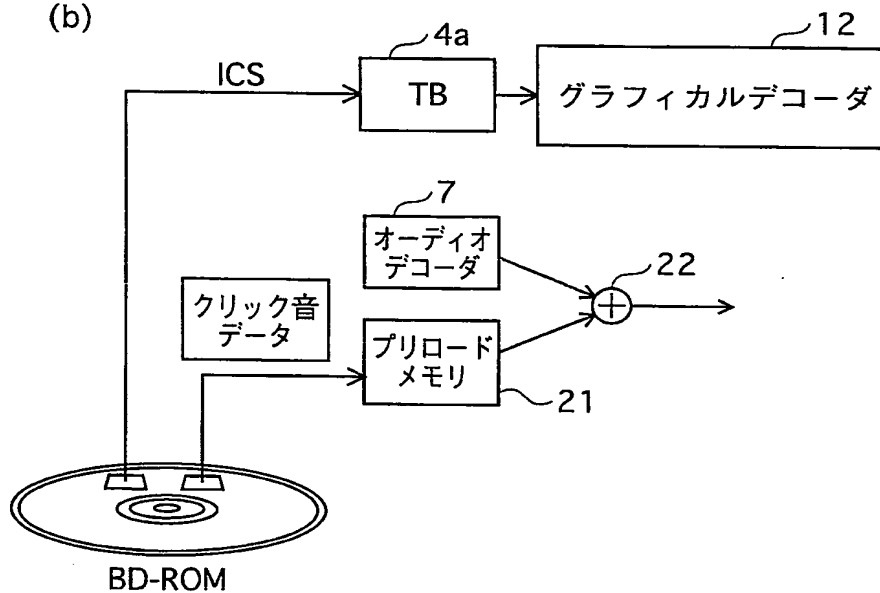 (b)
ICS
4a
TB
12
グラフィカルデコーダ
7
オーディオ
デコーダ
22
クリック音
データ
プリロード
メモリ
21
BD-ROM